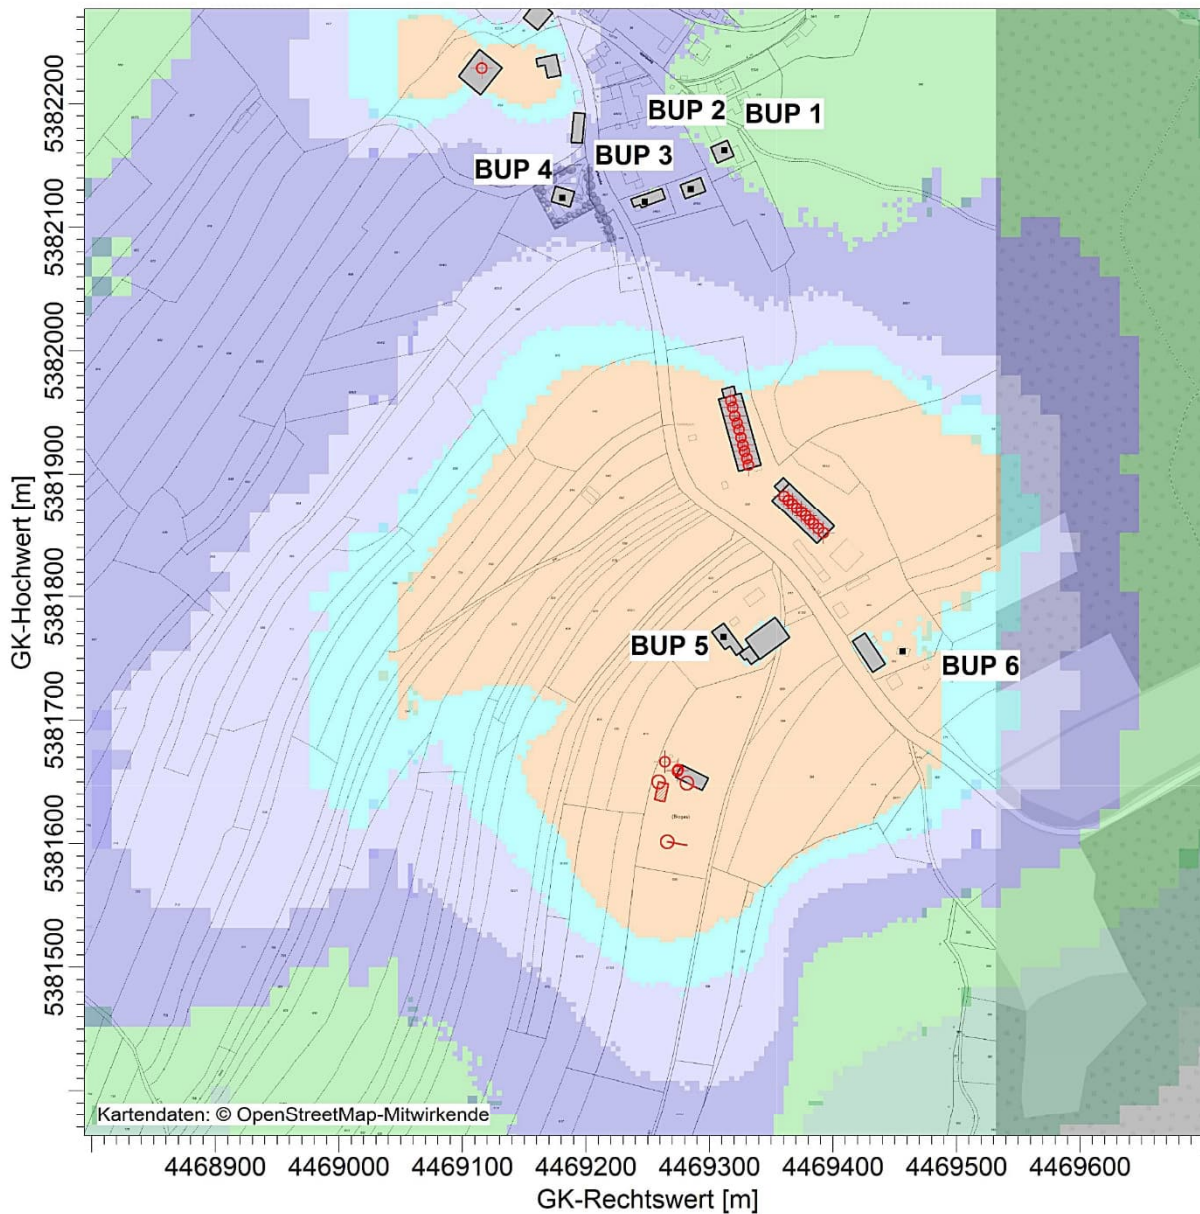 BUP 2
BUP 1
BUP 3
BUP 4
BUP 5
BUP 6
GK-Hochwert [m]
5382200
5382100
5382000
5381900
5381800
5381700
5381600
5381500
Kartendaten: © OpenStreetMap-Mitwirkende
4468900 4469000 4469100 4469200 4469300 4469400 4469500 4469600
GK-Rechtswert [m]